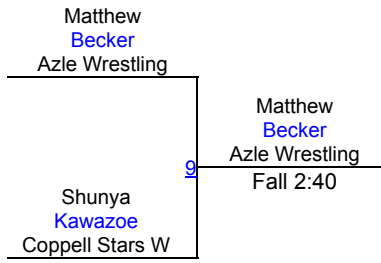 Matthew
Becker
Azle Wrestling
Matthew
Becker
Azle Wrestling
9
Fall 2:40
Shunya
Kawazoe
Coppell Stars W